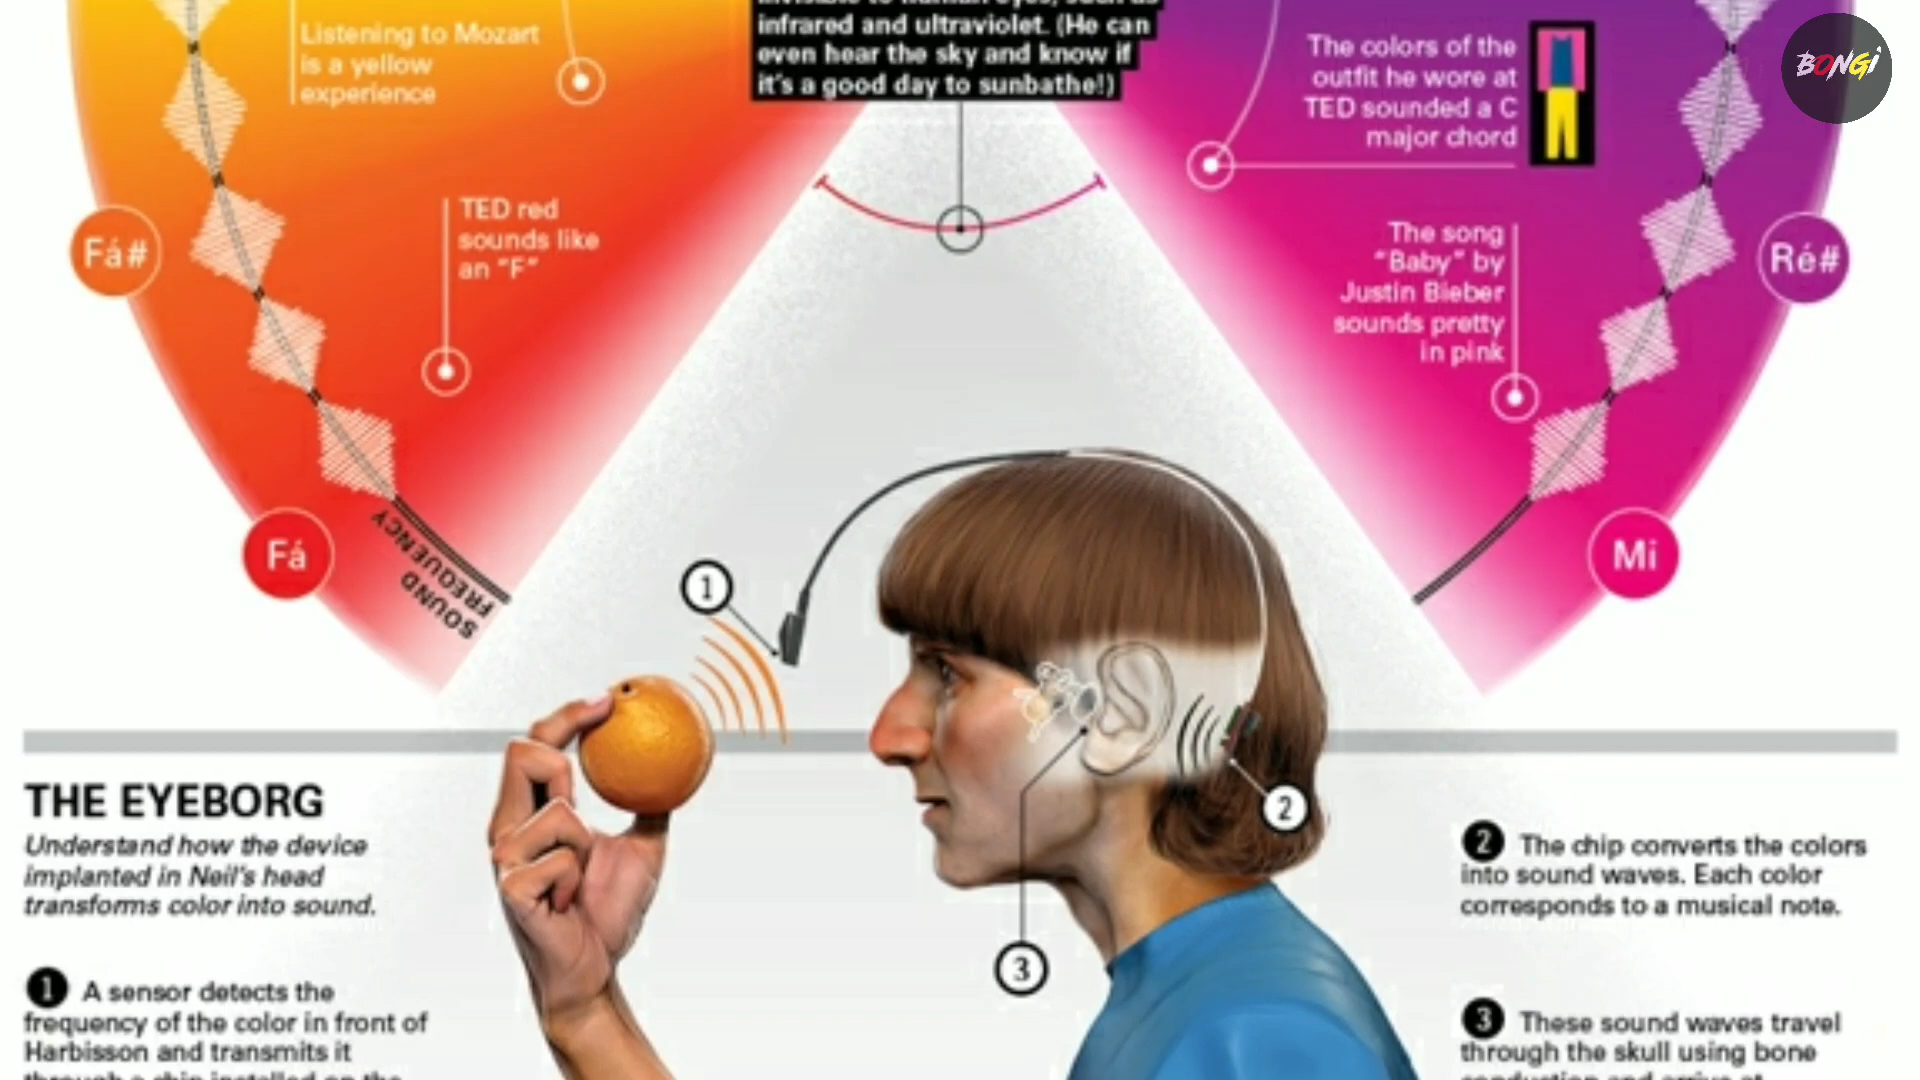 Listening to Mozart
is a yellow
experience
infrared and ultraviolet. (He can
even hear the sky and know if
it's a good day to sunbathe!)
The colors of the
outfit he wore at
TED sounded a C
major chord
BONGi
Fá#
TED red
sounds like
an "F"
The song
"Baby" by
Justin Bieber
sounds pretty
in pink
Ré#
Fá
SOUND
FREQUENCY
Mi
1
2
3
THE EYEBORG
Understand how the device
implanted in Neil's head
transforms color into sound.
1 A sensor detects the
frequency of the color in front of
Harbisson and transmits it
2 The chip converts the colors
into sound waves. Each color
corresponds to a musical note.
3 These sound waves travel
through the skull using bone